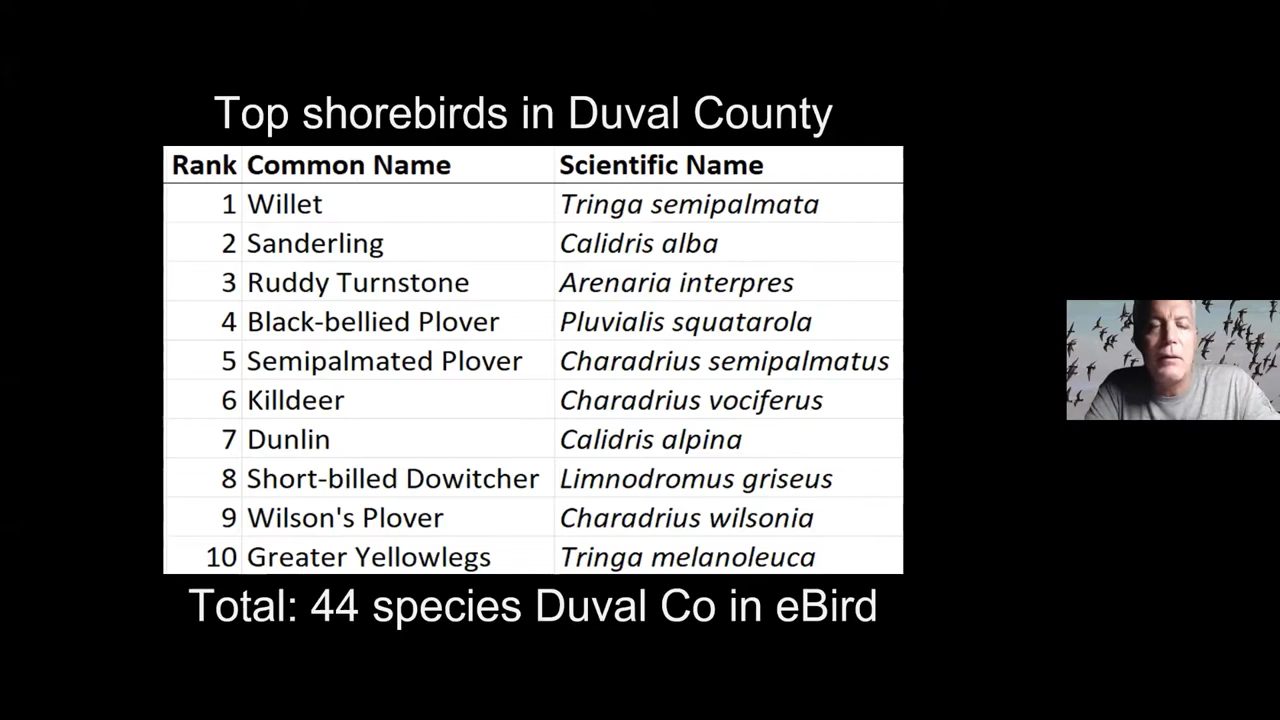 Top shorebirds in Duval County
Rank Common Name Scientific Name
1 Willet Tringa semipalmata
2 Sanderling Calidris alba
3 Ruddy Turnstone Arenaria interpres
4 Black-bellied Plover Pluvialis squatarola
5 Semipalmated Plover Charadrius semipalmatus
6 Killdeer Charadrius vociferus
7 Dunlin Calidris alpina
8 Short-billed Dowitcher Limnodromus griseus
9 Wilson's Plover Charadrius wilsonia
10 Greater Yellowlegs Tringa melanoleuca
Total: 44 species Duval Co in eBird